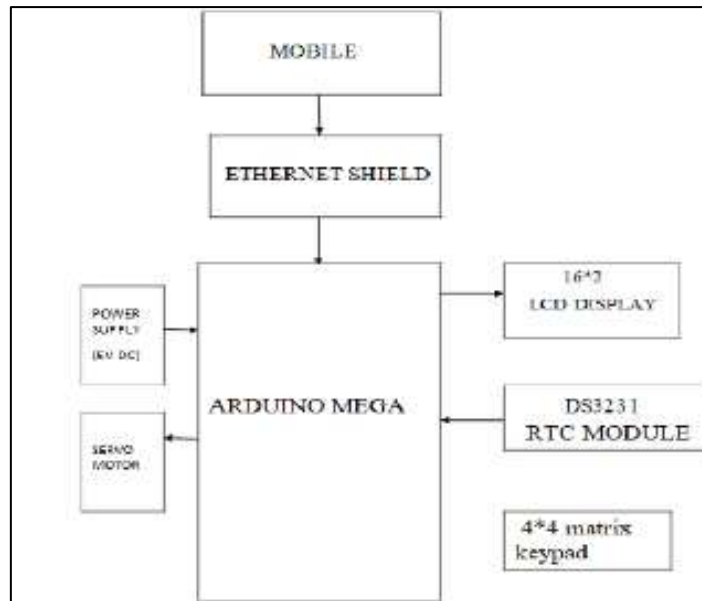 MOBILE
ETHERNET SHIELD
16*2
LCD DISPLAY
POWER
SUPPLY
ARDUINO MEGA
DS3231
RTC MODULE
SERVO
MOTOR
4*4 matrix
keypad